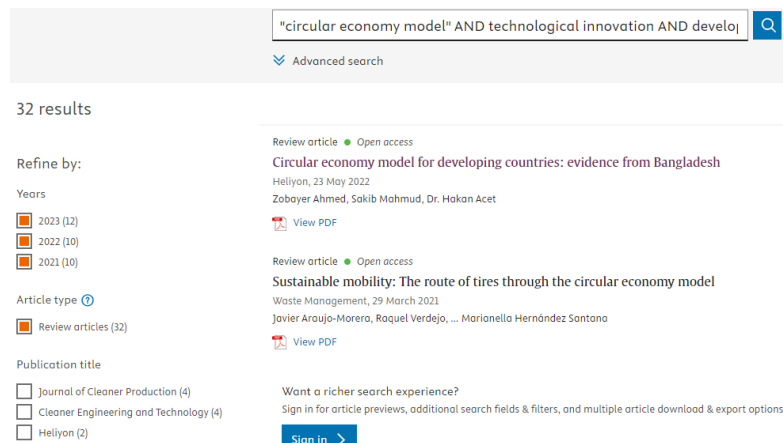 "circular economy model" AND technological innovation AND develop
Advanced search
32 results
Refine by:
Years
2023 (12)
2022 (10)
2021 (10)
Article type ?
Review articles (32)
Publication title
Journal of Cleaner Production (4)
Cleaner Engineering and Technology (4)
Heliyon (2)
Review article • Open access
Circular economy model for developing countries: evidence from Bangladesh
Heliyon, 23 May 2022
Zobayer Ahmed, Sakib Mahmud, Dr. Hakan Acet
View PDF
Review article • Open access
Sustainable mobility: The route of tires through the circular economy model
Waste Management, 29 March 2021
Javier Araujo-Morera, Raquel Verdejo, ... Marianella Hernández Santana
View PDF
Want a richer search experience?
Sign in for article previews, additional search fields & filters, and multiple article download & export options
Sign in >